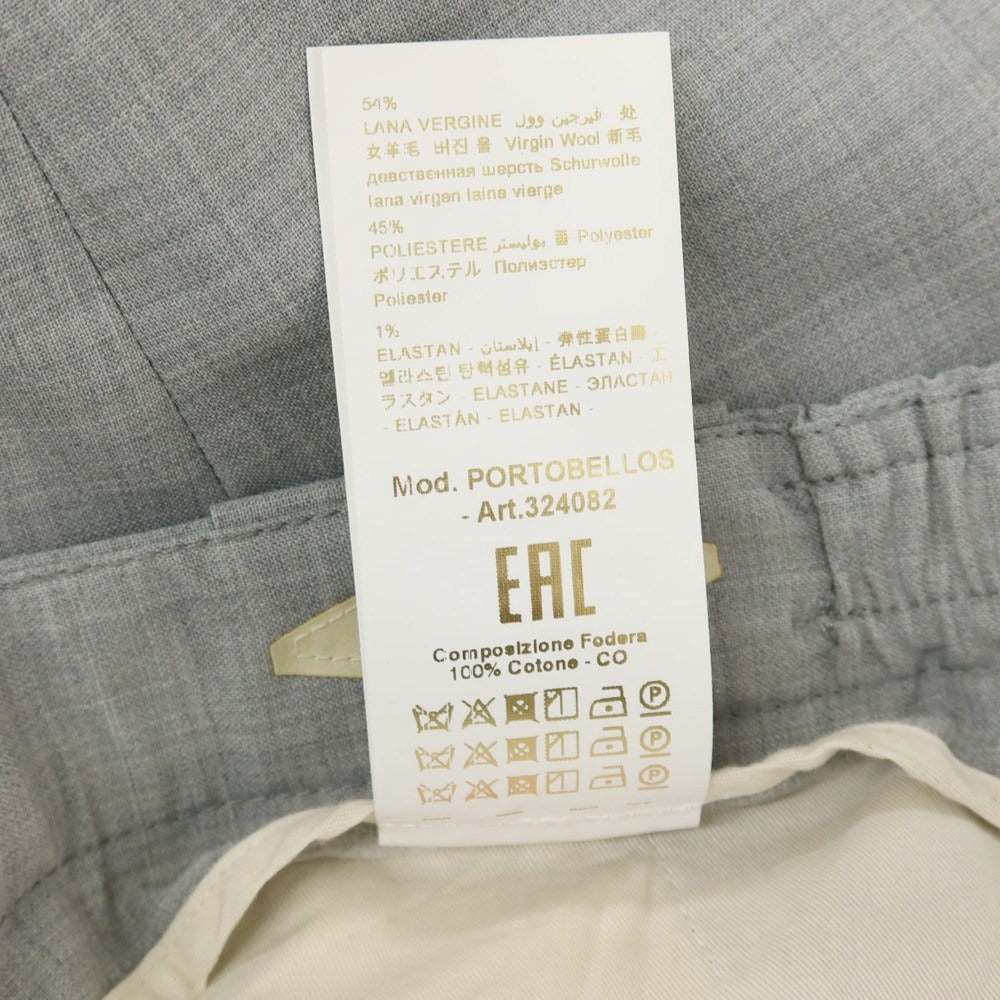 54%
LANA VERGINE فيرجين وول 处
女羊毛 버진 울 Virgin Wool 新毛
девственная шерсть Schurwolle
lana virgen laine vierge
45%
POLIESTERE بوليستر Polyester
ポリエステル Полиэстер
Poliester
1%
ELASTAN - إيلاستان - 弹性蛋白 -
엘라스틴 탄력섬유 - ÉLASTAN - エ
ラスタン - ELASTANE - ЭЛАСТАН
- ELASTÁN - ELASTAN -
Mod. PORTOBELLOS
- Art.324082
EAC
Composizione Fodera
100% Cotone - CO
P
P
P